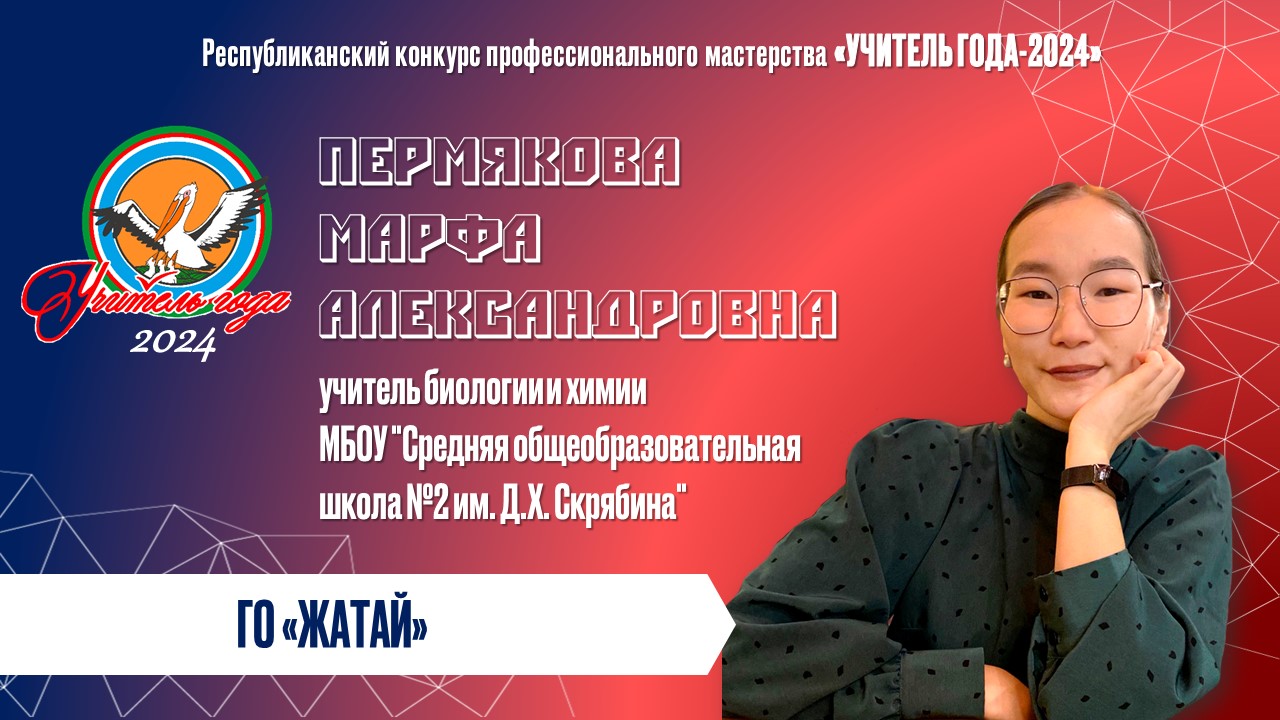 Республиканский конкурс профессионального мастерства «УЧИТЕЛЬ ГОДА-2024»
ПЕРМЯКОВА
МАРФА
АЛЕКСАНДРОВНА
Учитель года
2024
учитель биологии и химии
МБОУ "Средняя общеобразовательная
школа №2 им. Д.Х. Скрябина"
ГО «ЖАТАЙ»